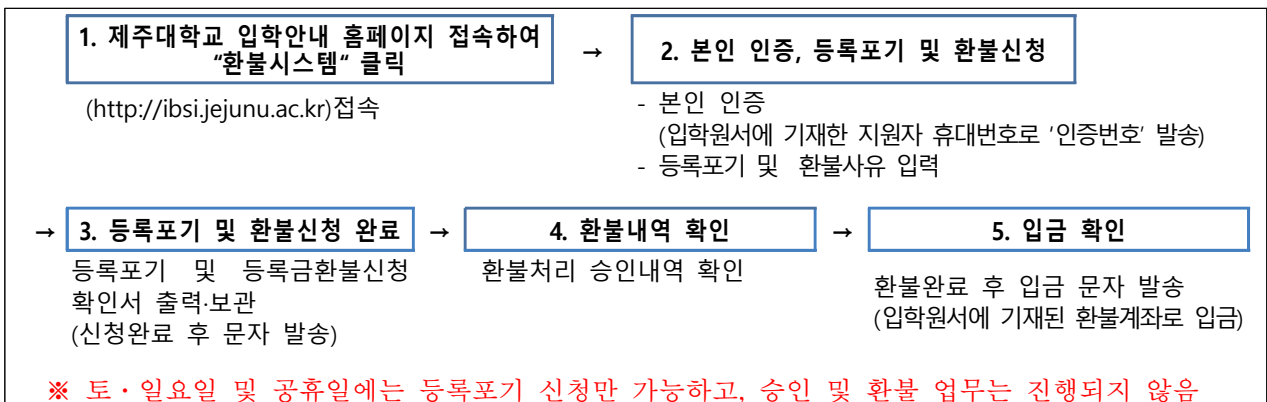 1. 제주대학교 입학안내 홈페이지 접속하여
“환불시스템“ 클릭
→
2. 본인 인증, 등록포기 및 환불신청
(http://ibsi.jejunu.ac.kr)접속
- 본인 인증
(입학원서에 기재한 지원자 휴대번호로 '인증번호' 발송)
- 등록포기 및 환불사유 입력
→ 3. 등록포기 및 환불신청 완료 → 4. 환불내역 확인 → 5. 입금 확인
등록포기 및 등록금환불신청
확인서 출력·보관
(신청완료 후 문자 발송)
환불처리 승인내역 확인
환불완료 후 입금 문자 발송
(입학원서에 기재된 환불계좌로 입금)
※ 토·일요일 및 공휴일에는 등록포기 신청만 가능하고, 승인 및 환불 업무는 진행되지 않음